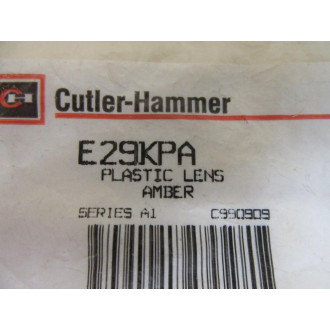 Cutler-Hammer
E29KPA
PLASTIC LENS
AMBER
SERIES A1 C990909